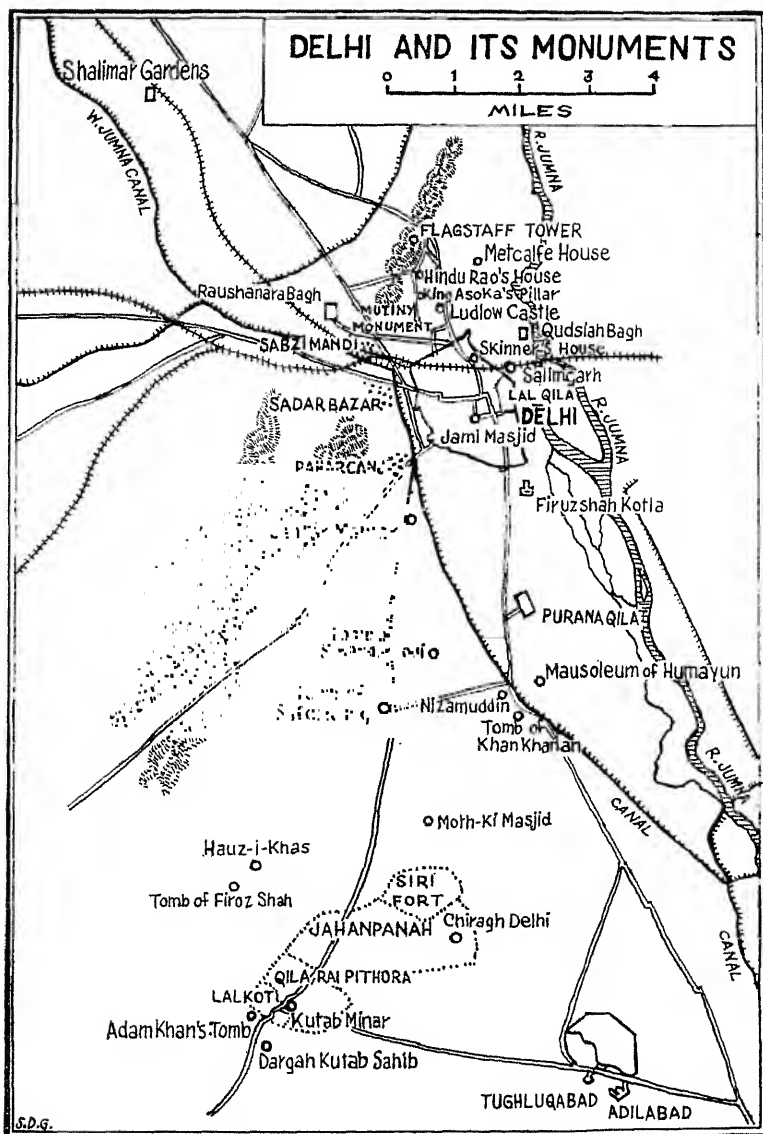 DELHI AND ITS MONUMENTS
0 1 2 3 4
MILES
Shalimar Gardens
W. JUMNA CANAL
R. JUMNA
FLAGSTAFF TOWER
Metcalfe House
Hindu Rao's House
King Asoka's Pillar
Raushanara Bagh
MUTINY
MONUMENT
Ludlow Castle
Qudsiah Bagh
SABZI MANDI
House
Salimgarh
LAL QILA
SADAR BAZAR
DELHI
R. JUMNA
Jami Masjid
Firuzshah Kotla
PURANA QILA
Mausoleum of Humayun
Nizamuddin
Tomb of
Khan Khanan
R. JUMNA
CANAL
Moth-Ki Masjid
Hauz-i-Khas
Tomb of Firoz Shah
SIRI
FORT
JAHANPANAH
Chiragh Delhi
CANAL
QILA RAI PITHORA
LALKOT
Adam Khan's Tomb
Kutab Minar
Dargah Kutab Sahib
TUGHLUQABAD
ADILABAD
S.D.G.